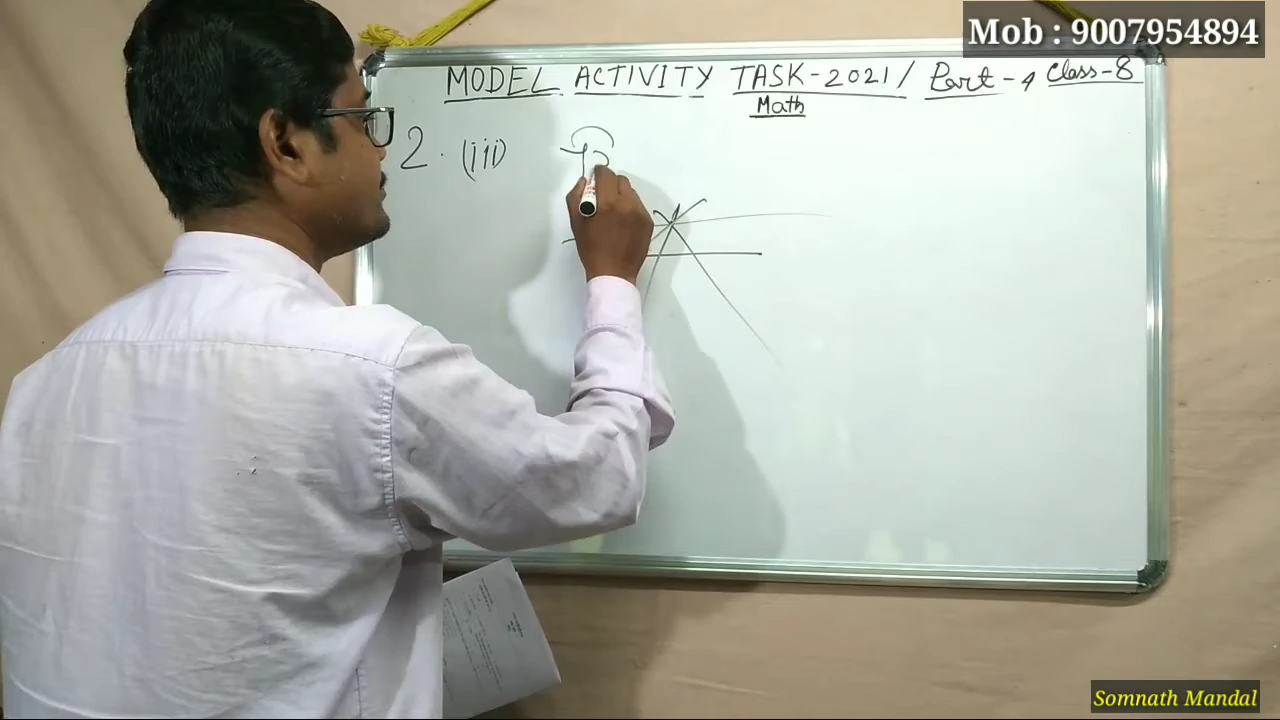 Mob : 9007954894
MODEL ACTIVITY TASK-2021/ Part-4 Class-8
Math
2. (iii)
Somnath Mandal